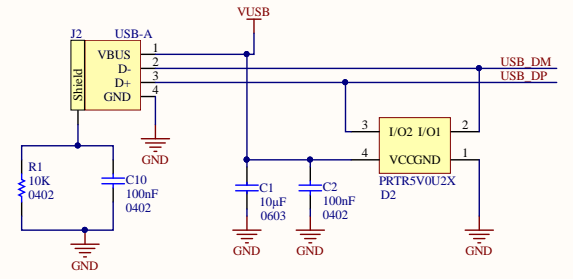 VUSB
J2 USB-A
Shield
VBUS 1
D- 2
D+ 3
GND 4
USB_DM
USB_DP
GND
3 I/O2 I/O1 2
4 VCC GND 1
PRTR5V0U2X
D2
R1
10K
0402
C10
100nF
0402
C1
10µF
0603
C2
100nF
0402
GND
GND
GND
GND